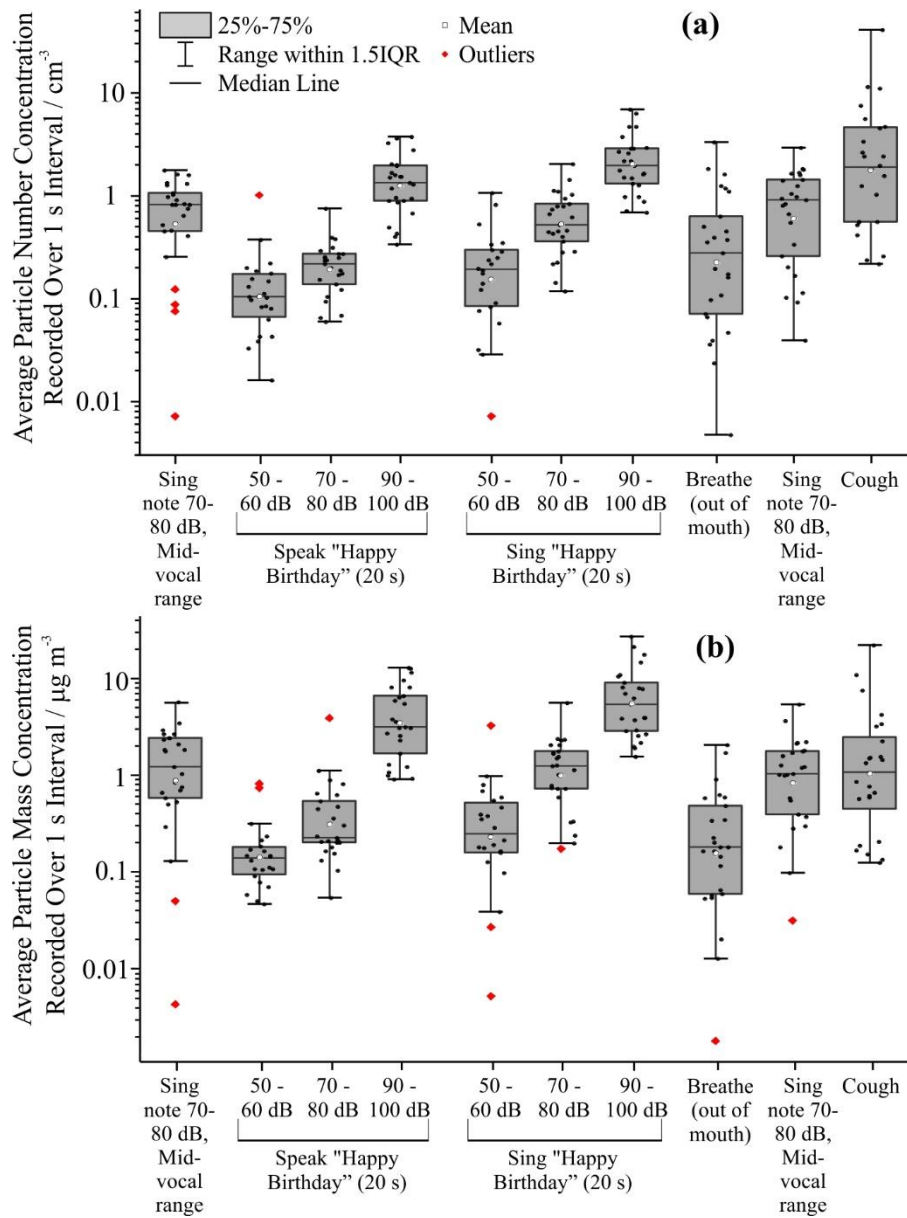 25%-75%
Range within 1.5IQR
Median Line
Mean
Outliers
(a)
Average Particle Number Concentration
Recorded Over 1 s Interval / cm⁻³
10
1
0.1
0.01
Sing
note 70-
80 dB,
Mid-
vocal
range
50 -
60 dB
70 -
80 dB
90 -
100 dB
Speak "Happy
Birthday” (20 s)
50 -
60 dB
70 -
80 dB
90 -
100 dB
Sing "Happy
Birthday” (20 s)
Breathe
(out of
mouth)
Sing
note 70-
80 dB,
Mid-
vocal
range
Cough
(b)
Average Particle Mass Concentration
Recorded Over 1 s Interval / µg m⁻³
10
1
0.1
0.01
Sing
note 70-
80 dB,
Mid-
vocal
range
50 -
60 dB
70 -
80 dB
90 -
100 dB
Speak "Happy
Birthday” (20 s)
50 -
60 dB
70 -
80 dB
90 -
100 dB
Sing "Happy
Birthday” (20 s)
Breathe
(out of
mouth)
Sing
note 70-
80 dB,
Mid-
vocal
range
Cough